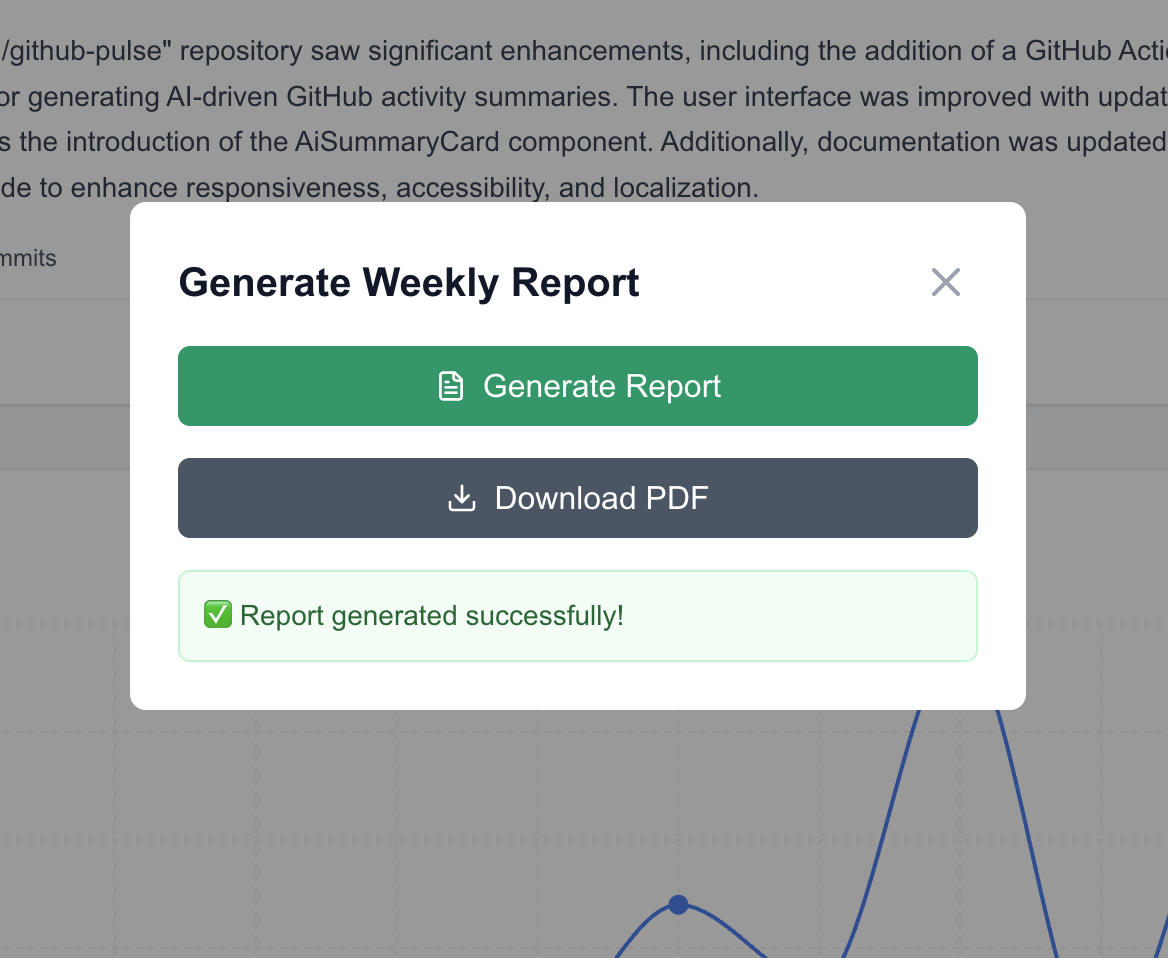 /github-pulse" repository saw significant enhancements, including the addition of a GitHub Acti
or generating AI-driven GitHub activity summaries. The user interface was improved with updat
s the introduction of the AiSummaryCard component. Additionally, documentation was updated
de to enhance responsiveness, accessibility, and localization.
mmits
Generate Weekly Report
Generate Report
Download PDF
✅ Report generated successfully!